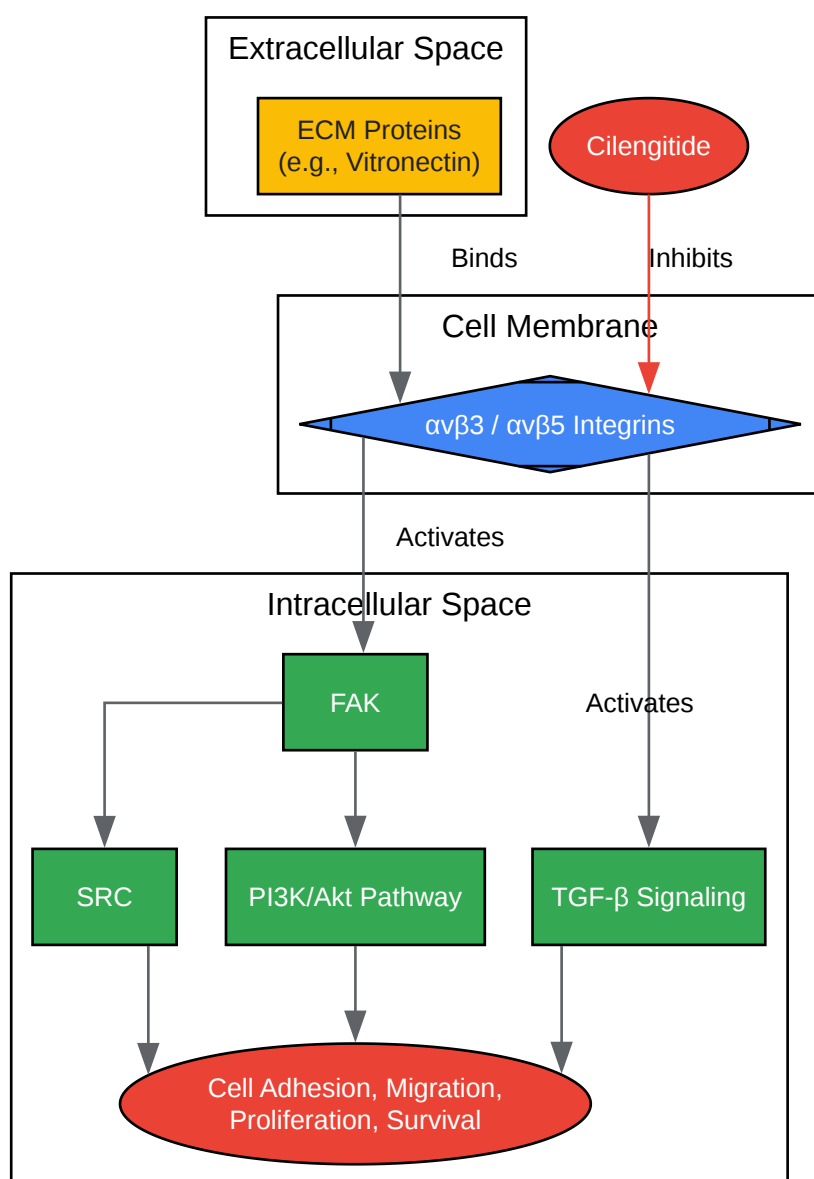 Extracellular Space
ECM Proteins
(e.g., Vitronectin)
Cilengitide
Binds
Inhibits
Cell Membrane
αvβ3 / αvβ5 Integrins
Activates
Intracellular Space
FAK
Activates
SRC
PI3K/Akt Pathway
TGF-β Signaling
Cell Adhesion, Migration,
Proliferation, Survival